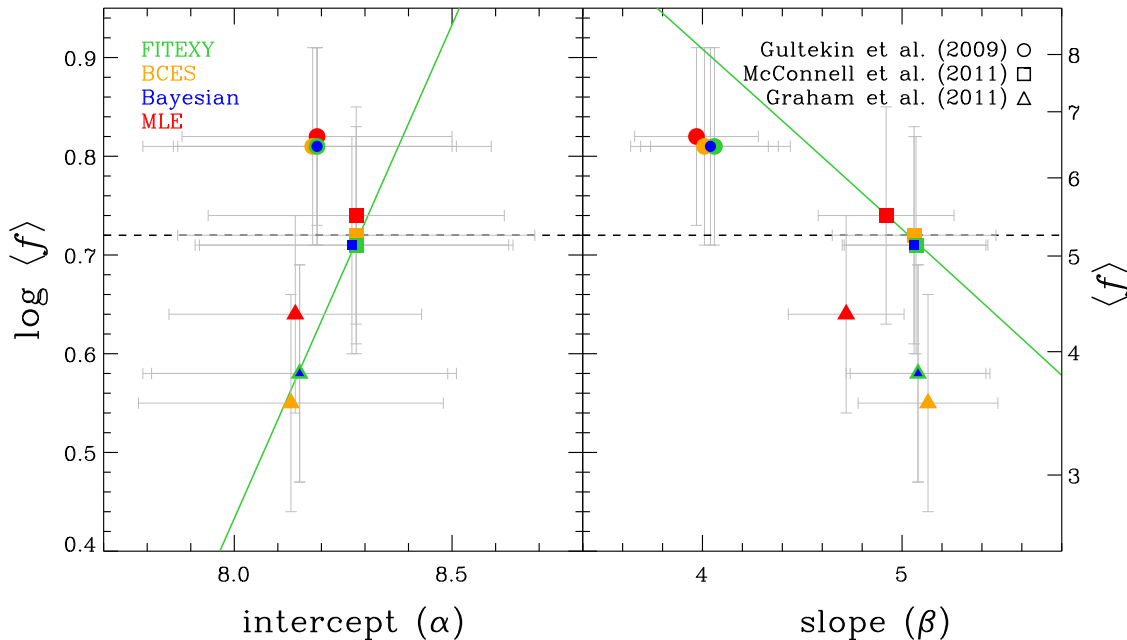 FITEXY
BCES
Bayesian
MLE
Gultekin et al. (2009)
McConnell et al. (2011)
Graham et al. (2011)
log ⟨f⟩
0.9
0.8
0.7
0.6
0.5
0.4
8.0
8.5
4
5
8
7
6
5
4
3
⟨f⟩
intercept (α)
slope (β)